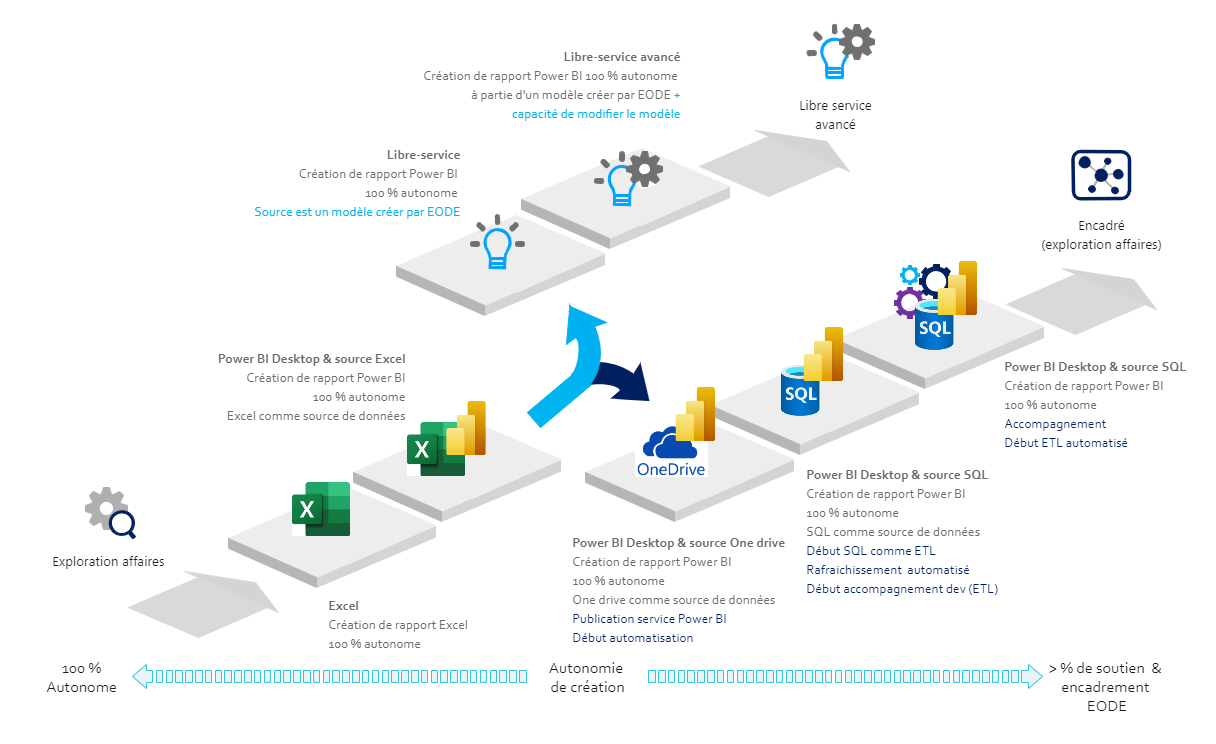 Libre-service avancé
Création de rapport Power BI 100 % autonome
à partie d'un modèle créer par EODE +
capacité de modifier le modèle
Libre service
avancé
Libre-service
Création de rapport Power BI
100 % autonome
Source est un modèle créer par EODE
Encadré
(exploration affaires)
SQL
Power BI Desktop & source Excel
Création de rapport Power BI
100 % autonome
Excel comme source de données
Power BI Desktop & source SQL
Création de rapport Power BI
100 % autonome
Accompagnement
Début ETL automatisé
SQL
X
OneDrive
Power BI Desktop & source SQL
Création de rapport Power BI
100 % autonome
SQL comme source de données
Début SQL comme ETL
Rafraichissement automatisé
Début accompagnement dev (ETL)
X
Exploration affaires
Power BI Desktop & source One drive
Création de rapport Power BI
100 % autonome
One drive comme source de données
Publication service Power BI
Début automatisation
Excel
Création de rapport Excel
100 % autonome
100 %
Autonome
Autonomie
de création
> % de soutien &
encadrement
EODE